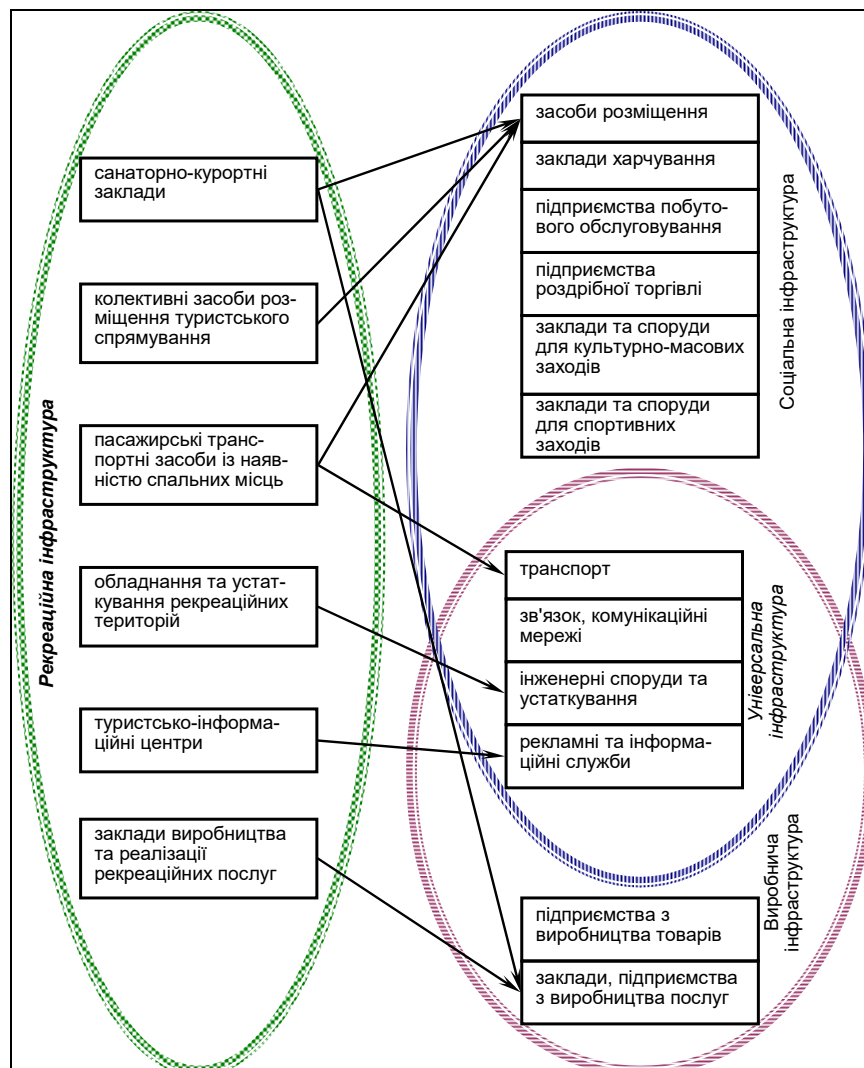 Рекреаційна інфраструктура
санаторно-курортні
заклади
колективні засоби роз-
міщення туристського
спрямування
пасажирські транс-
портні засоби із наяв-
ністю спальних місць
обладнання та устат-
кування рекреаційних
територій
туристсько-інформа-
ційні центри
заклади виробництва
та реалізації
рекреаційних послуг
засоби розміщення
заклади харчування
підприємства побуто-
вого обслуговування
підприємства
роздрібної торгівлі
заклади та споруди
для культурно-масових
заходів
заклади та споруди
для спортивних
заходів
Соціальна інфраструктура
транспорт
зв'язок, комунікаційні
мережі
інженерні споруди та
устаткування
рекламні та інформа-
ційні служби
Універсальна
інфраструктура
підприємства з
виробництва товарів
заклади, підприємства
з виробництва послуг
Виробнича
інфраструктура